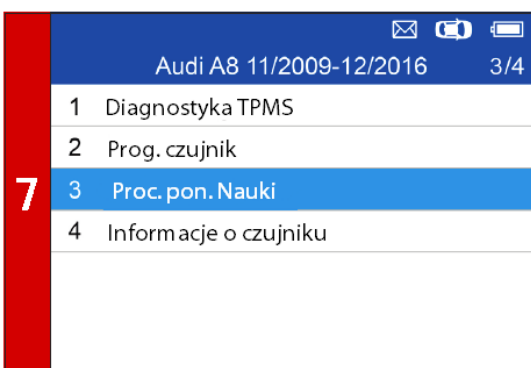 Audi A8 11/2009-12/2016 3/4
1 Diagnostyka TPMS
2 Prog. czujnik
7
3 Proc. pon. Nauki
4 Informacje o czujniku